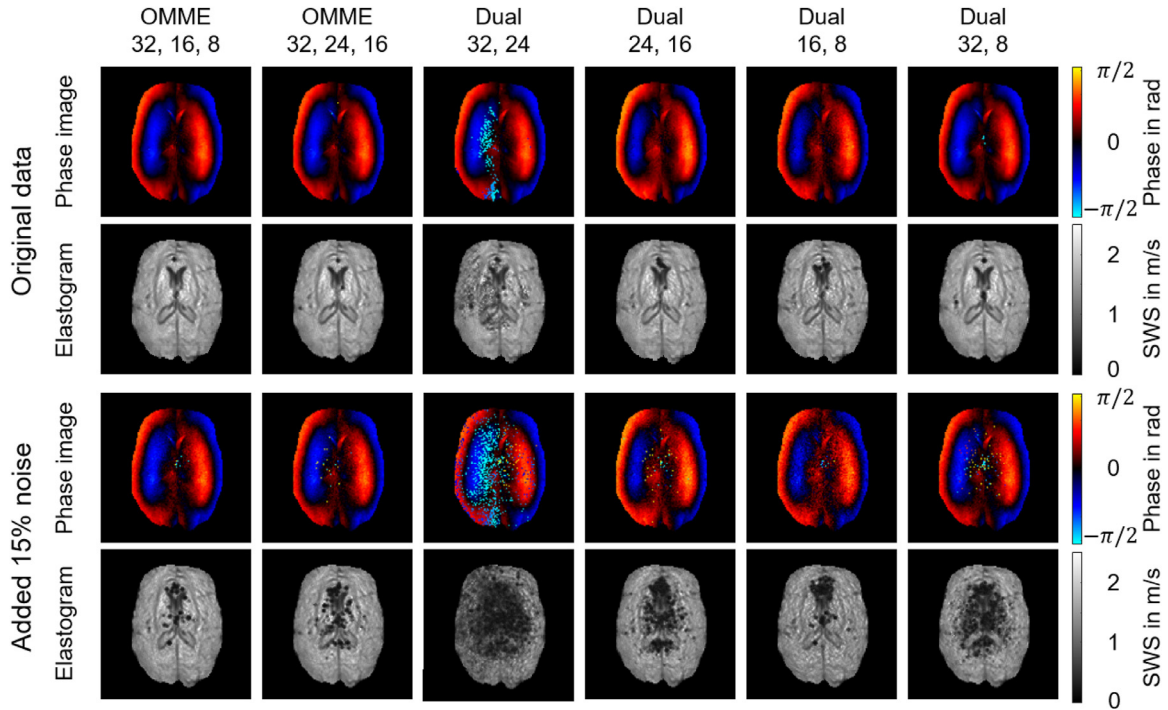 OMME
32, 16, 8
OMME
32, 24, 16
Dual
32, 24
Dual
24, 16
Dual
16, 8
Dual
32, 8
Original data
Phase image
π/2
0
−π/2
Phase in rad
Elastogram
2
1
0
SWS in m/s
Added 15% noise
Phase image
π/2
0
−π/2
Phase in rad
Elastogram
2
1
0
SWS in m/s